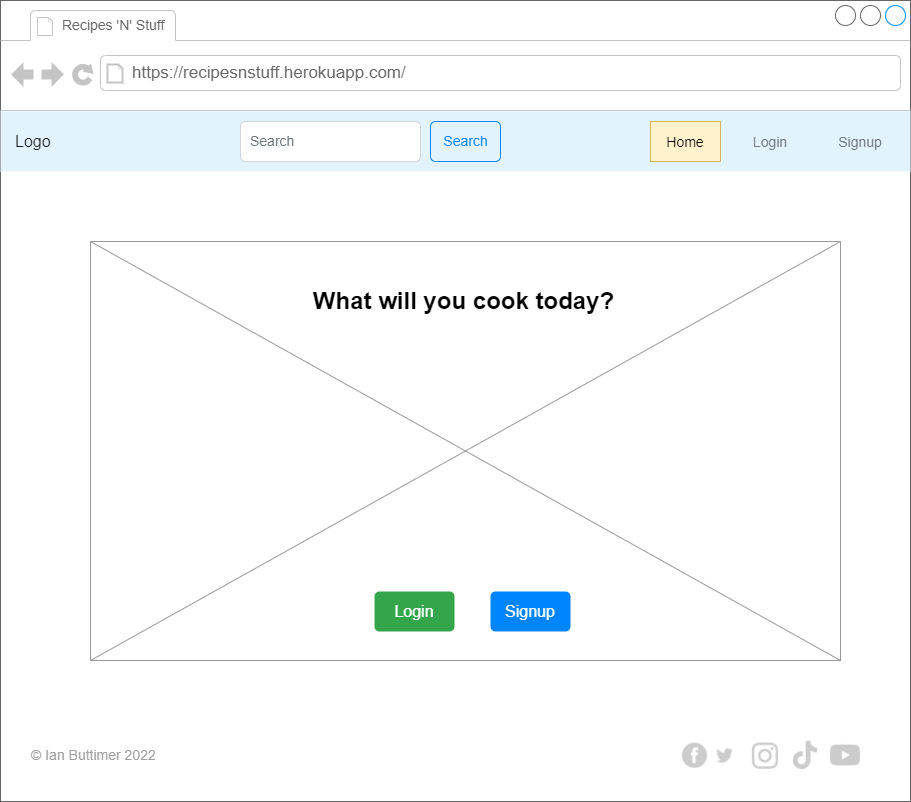 Recipes 'N' Stuff
https://recipesnstuff.herokuapp.com/
Logo
Search
Search
Home
Login
Signup
What will you cook today?
Login
Signup
© Ian Buttimer 2022